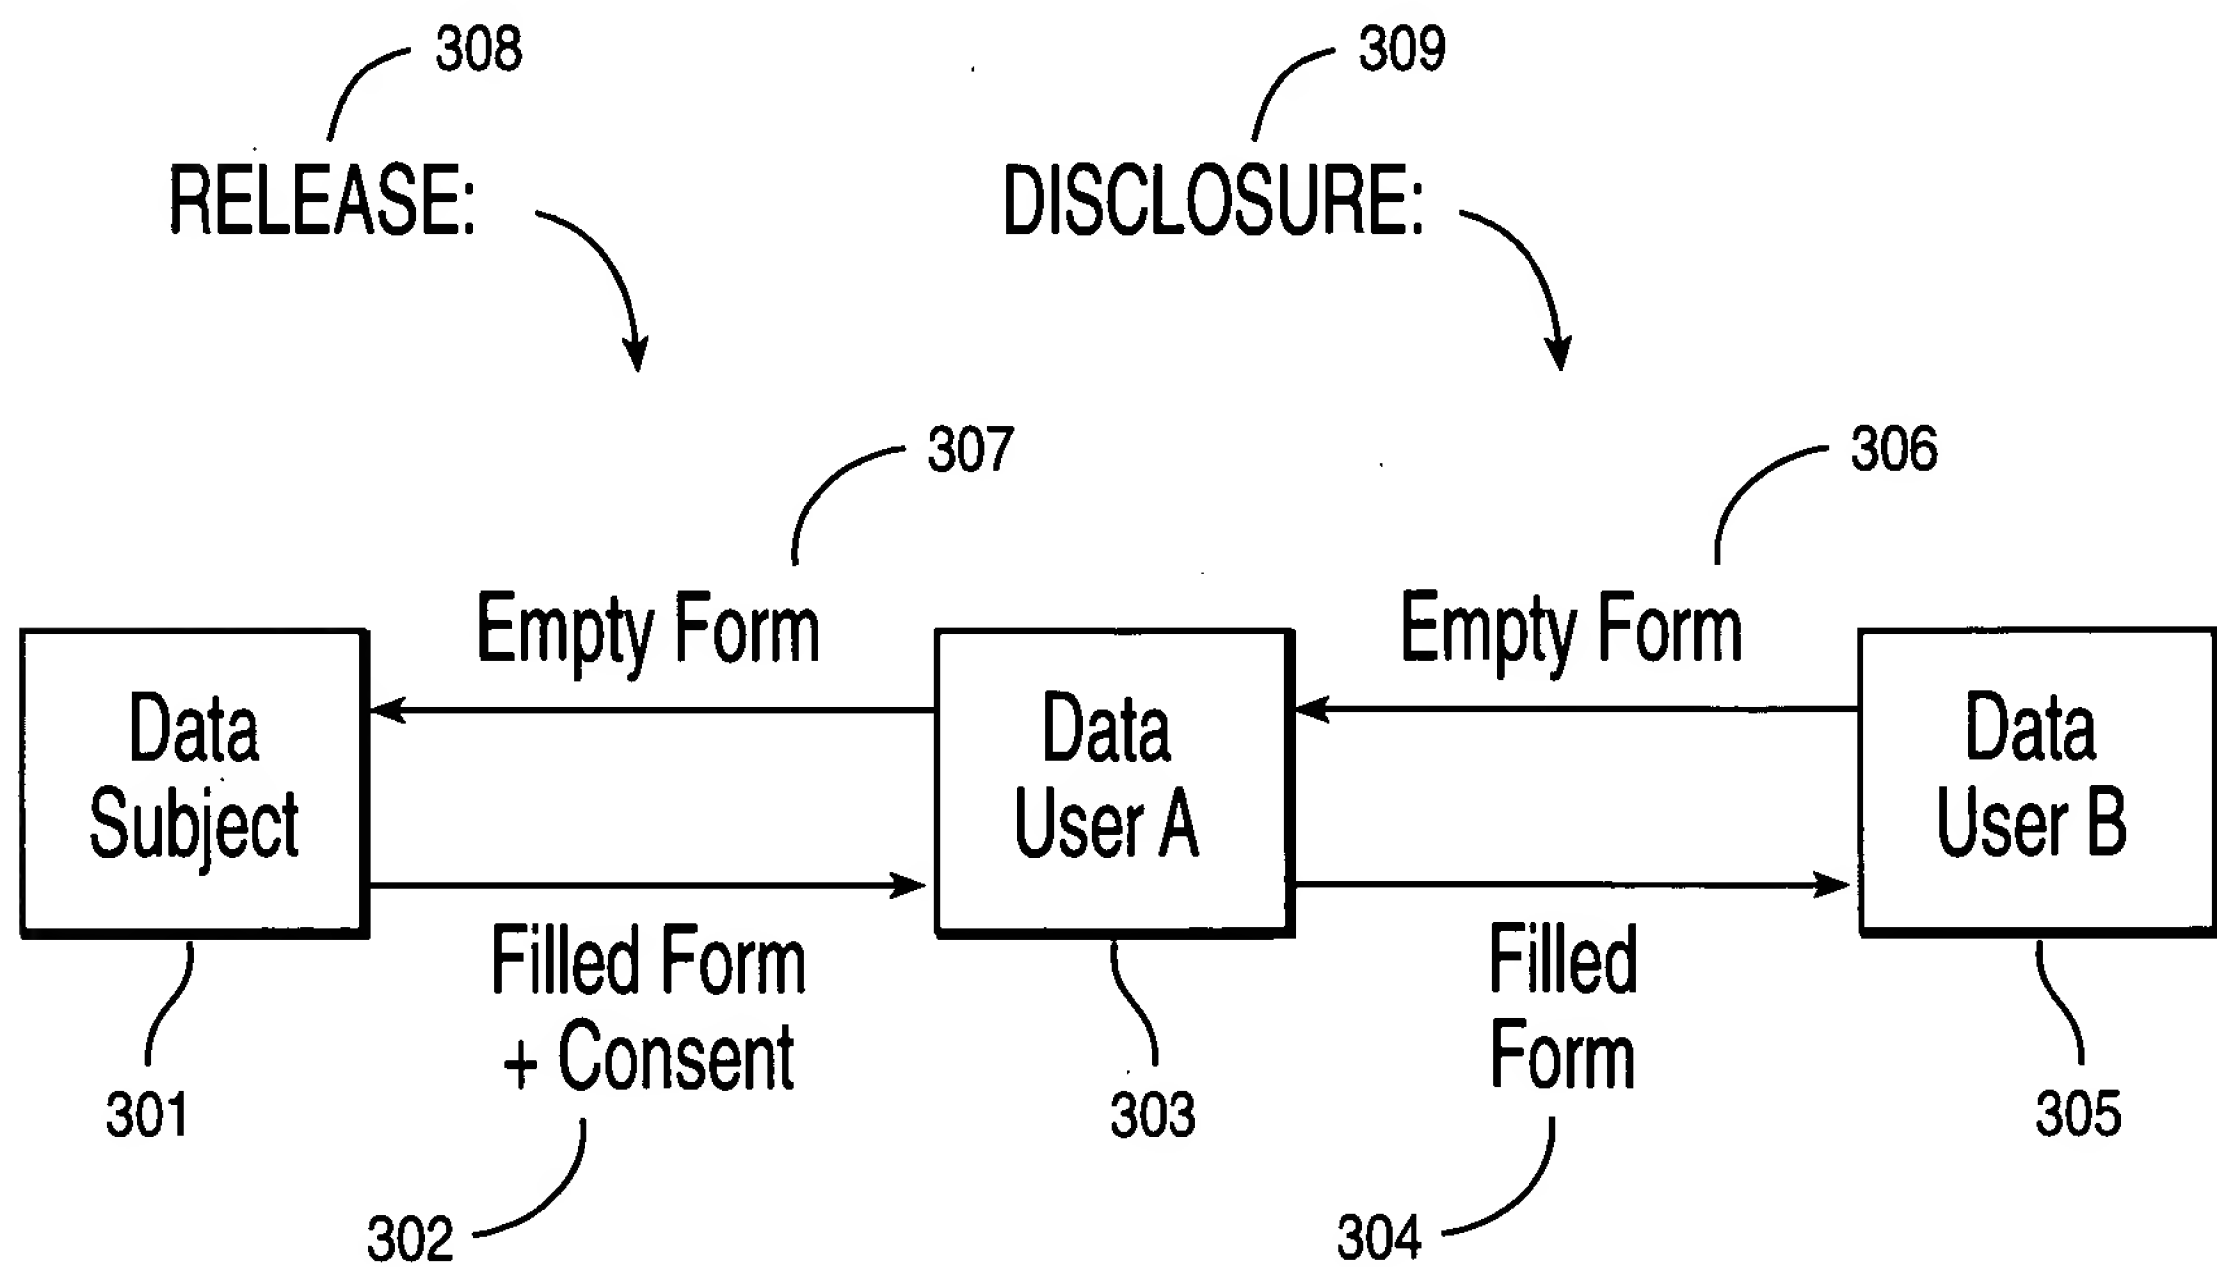 308
309
RELEASE:
DISCLOSURE:
307
306
Empty Form
Empty Form
Data
Subject
Data
User A
Data
User B
Filled Form
+ Consent
Filled
Form
301
303
305
302
304